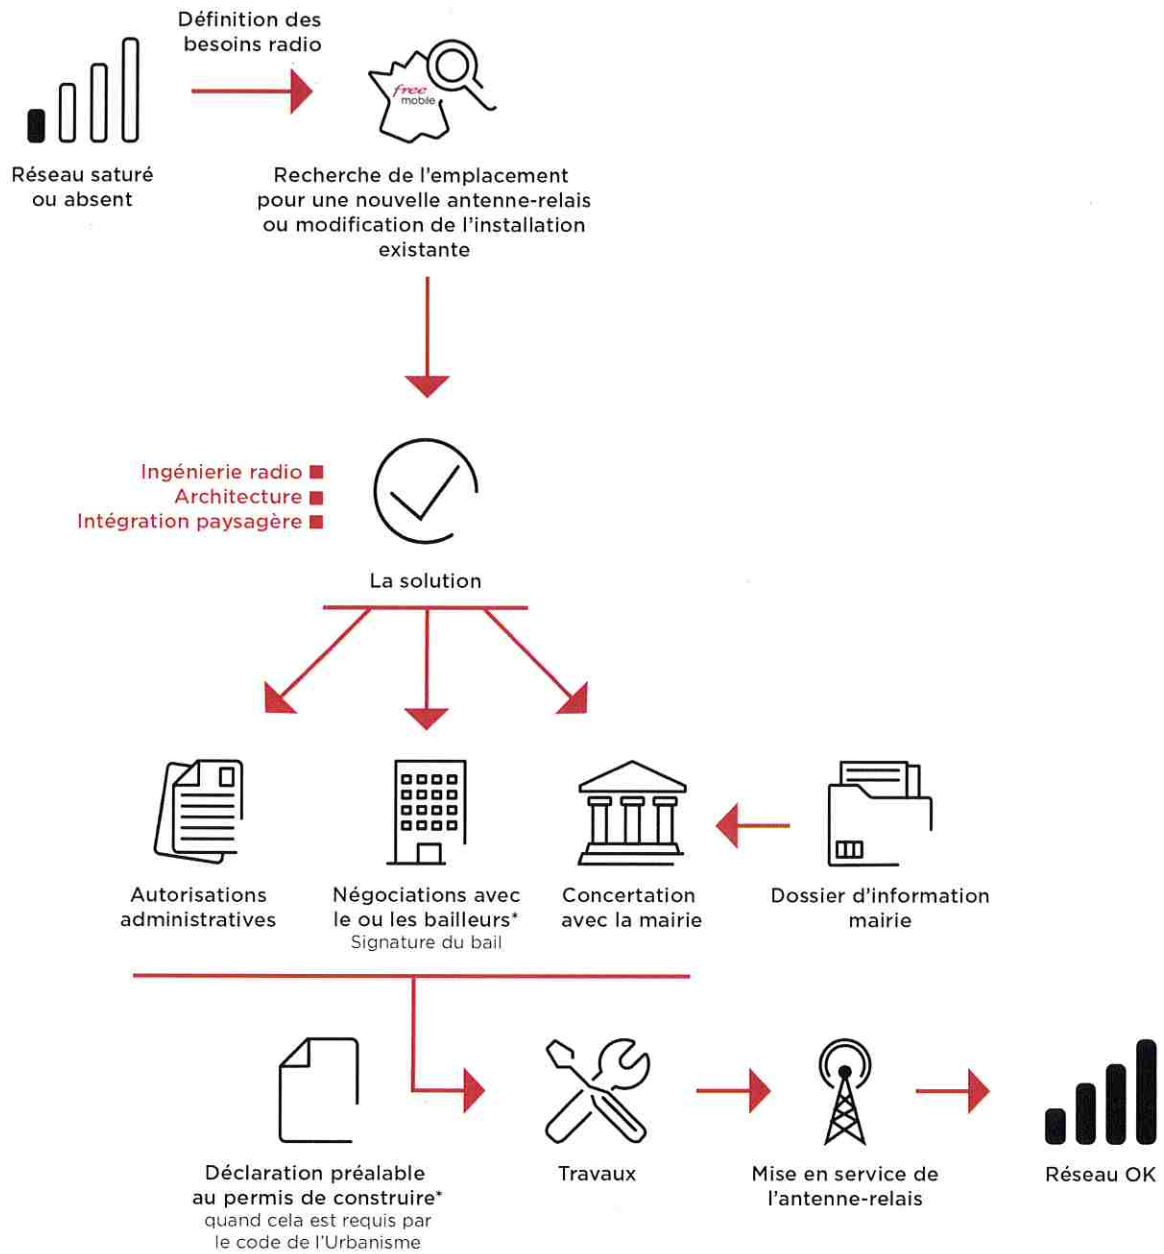 Définition des
besoins radio
free
mobile
Réseau saturé
ou absent
Recherche de l'emplacement
pour une nouvelle antenne-relais
ou modification de l'installation
existante
Ingénierie radio
Architecture
Intégration paysagère
La solution
Autorisations
administratives
Négociations avec
le ou les bailleurs*
Signature du bail
Concertation
avec la mairie
Dossier d'information
mairie
Déclaration préalable
au permis de construire*
quand cela est requis par
le code de l'Urbanisme
Travaux
Mise en service de
l'antenne-relais
Réseau OK